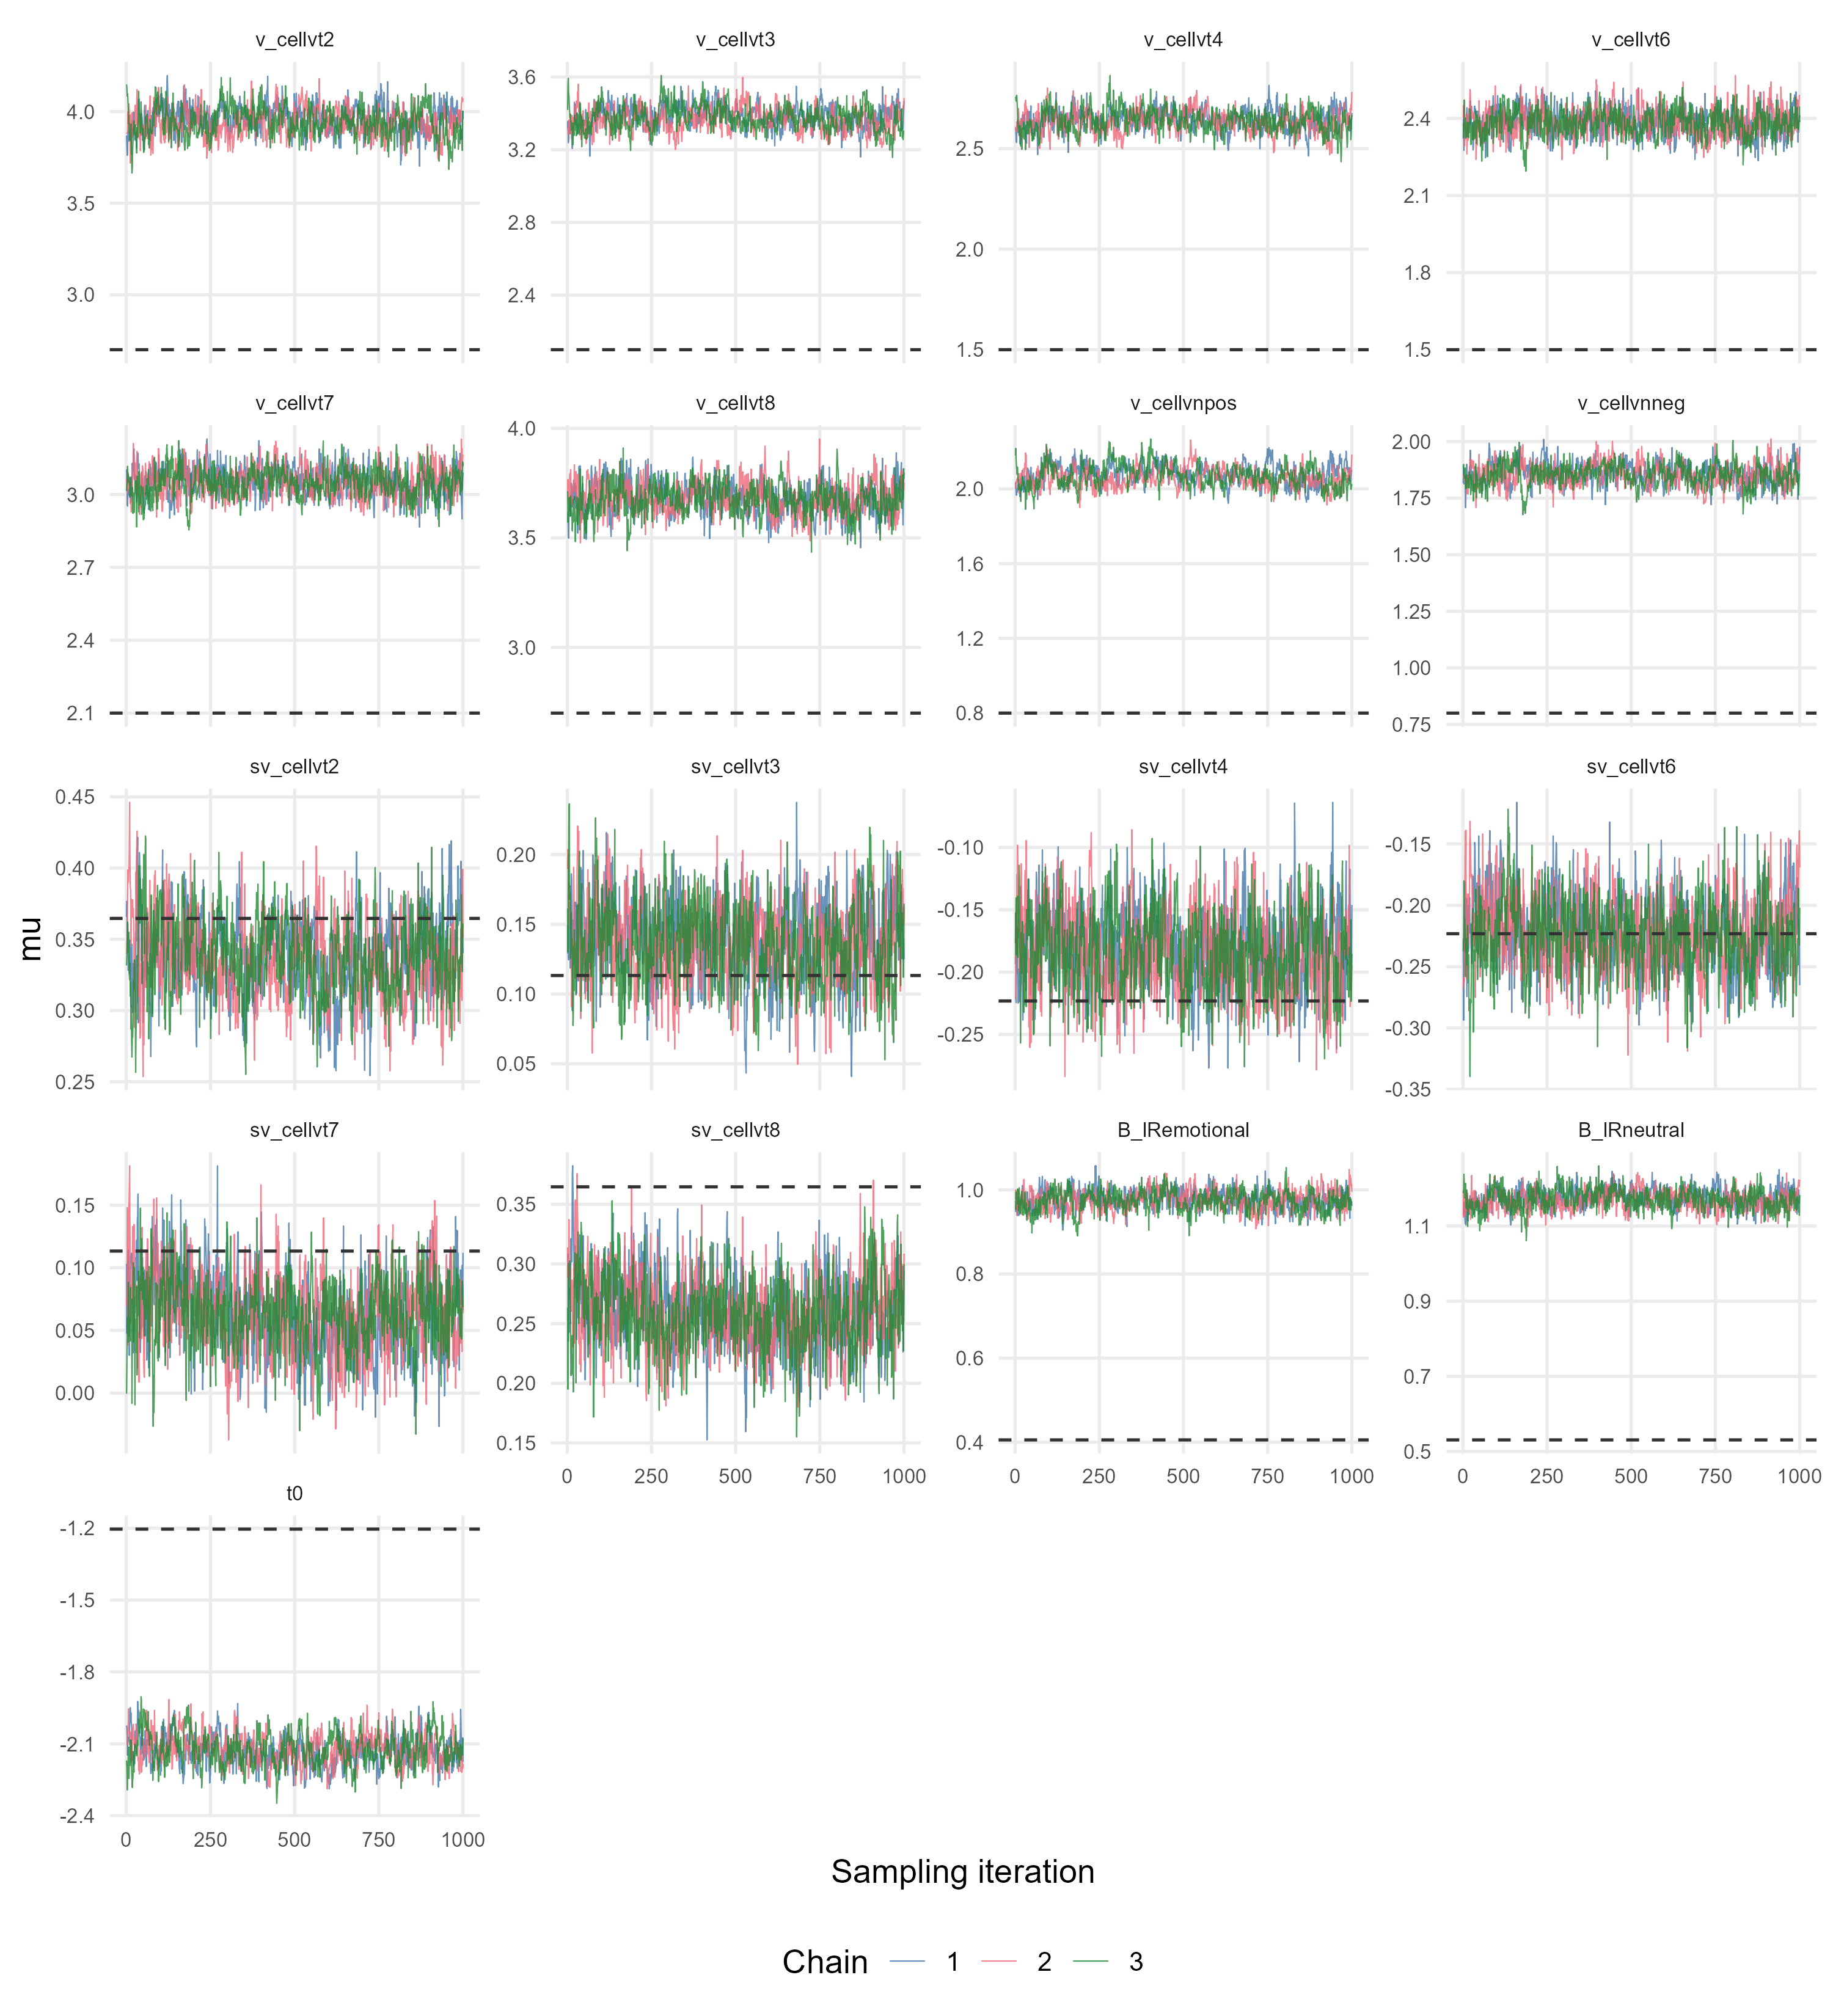 v_cellvt2 v_cellvt3 v_cellvt4 v_cellvt6
4.0 3.5 3.0
3.6 3.2 2.8 2.4
2.5 2.0 1.5
2.4 2.1 1.8 1.5
v_cellvt7 v_cellvt8 v_cellvnpos v_cellvnneg
3.0 2.7 2.4 2.1
4.0 3.5 3.0
2.0 1.6 1.2 0.8
2.00 1.75 1.50 1.25 1.00 0.75
mu
sv_cellvt2 sv_cellvt3 sv_cellvt4 sv_cellvt6
0.45 0.40 0.35 0.30 0.25
0.20 0.15 0.10 0.05
-0.10 -0.15 -0.20 -0.25
-0.15 -0.20 -0.25 -0.30 -0.35
sv_cellvt7 sv_cellvt8 B_lRemotional B_lRneutral
0.15 0.10 0.05 0.00
0.35 0.30 0.25 0.20 0.15
1.0 0.8 0.6 0.4
1.1 0.9 0.7 0.5
0 250 500 750 1000 0 250 500 750 1000 0 250 500 750 1000
t0
-1.2 -1.5 -1.8 -2.1 -2.4
0 250 500 750 1000
Sampling iteration
Chain 1 2 3